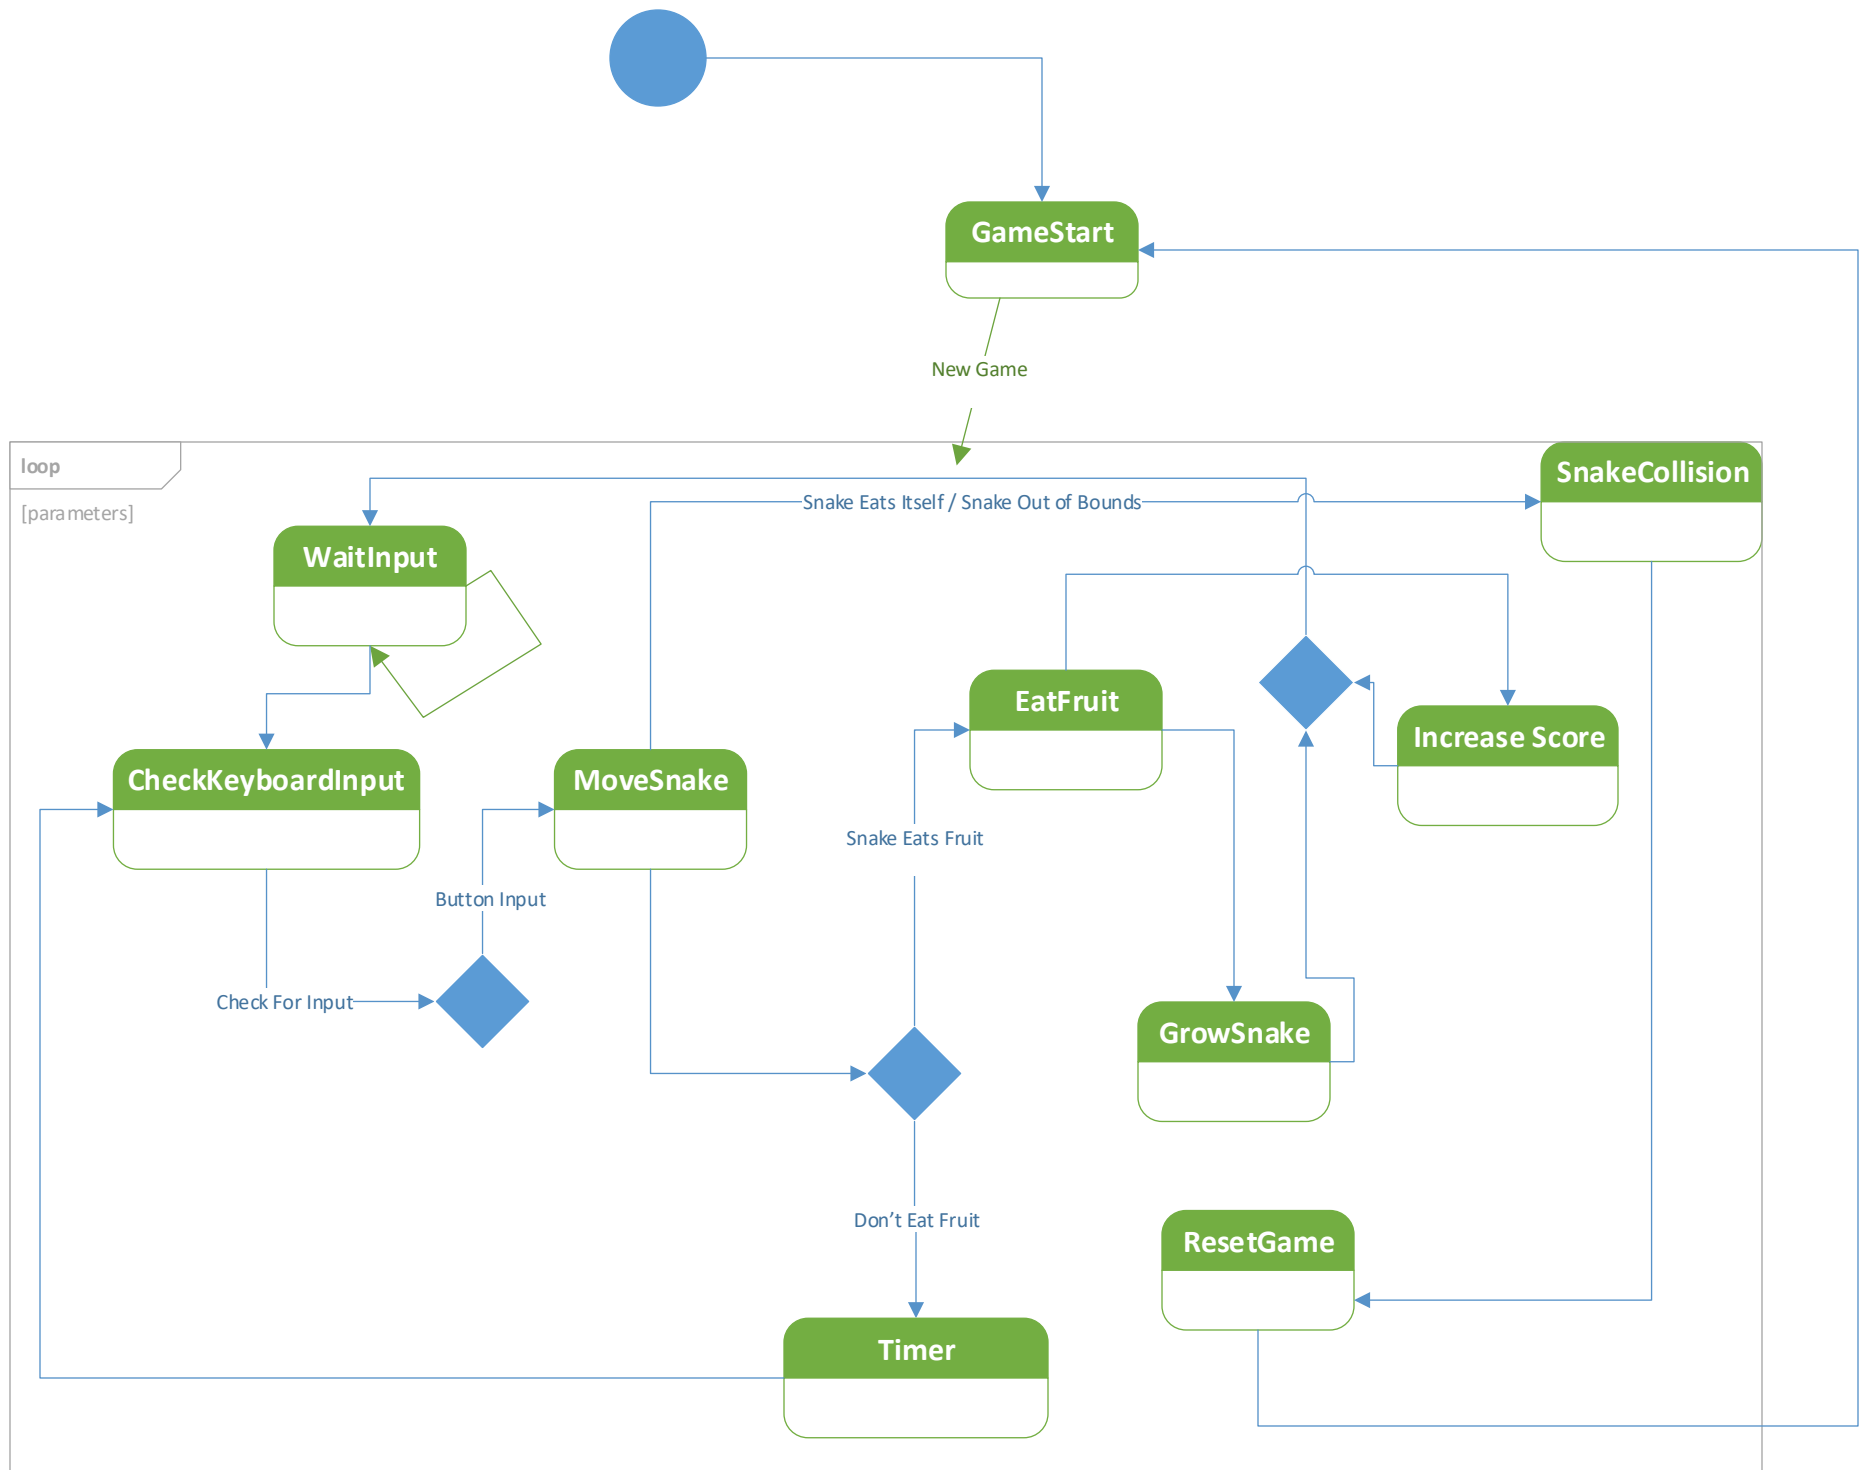 GameStart
New Game
loop
[parameters]
SnakeCollision
Snake Eats Itself / Snake Out of Bounds
WaitInput
EatFruit
Increase Score
CheckKeyboardInput
MoveSnake
Snake Eats Fruit
Button Input
Check For Input
GrowSnake
Don’t Eat Fruit
ResetGame
Timer